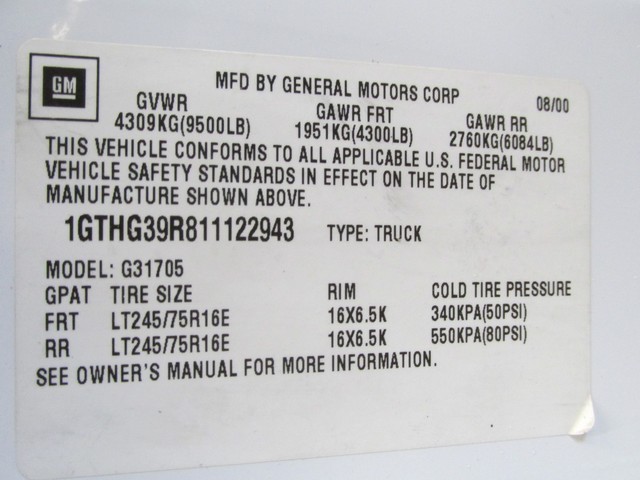 GM
MFD BY GENERAL MOTORS CORP 08/00
GVWR GAWR FRT GAWR RR
4309KG(9500LB) 1951KG(4300LB) 2760KG(6084LB)
THIS VEHICLE CONFORMS TO ALL APPLICABLE U.S. FEDERAL MOTOR
VEHICLE SAFETY STANDARDS IN EFFECT ON THE DATE OF
MANUFACTURE SHOWN ABOVE.
1GTHG39R811122943 TYPE: TRUCK
MODEL: G31705
GPAT TIRE SIZE RIM COLD TIRE PRESSURE
FRT LT245/75R16E 16X6.5K 340KPA(50PSI)
RR LT245/75R16E 16X6.5K 550KPA(80PSI)
SEE OWNER'S MANUAL FOR MORE INFORMATION.